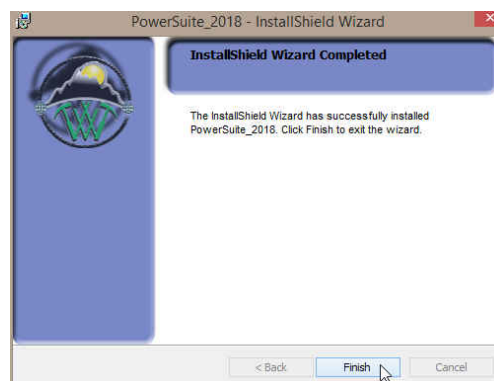 PowerSuite_2018 - InstallShield Wizard
InstallShield Wizard Completed
The InstallShield Wizard has successfully installed
PowerSuite_2018. Click Finish to exit the wizard.
< Back
Finish
Cancel